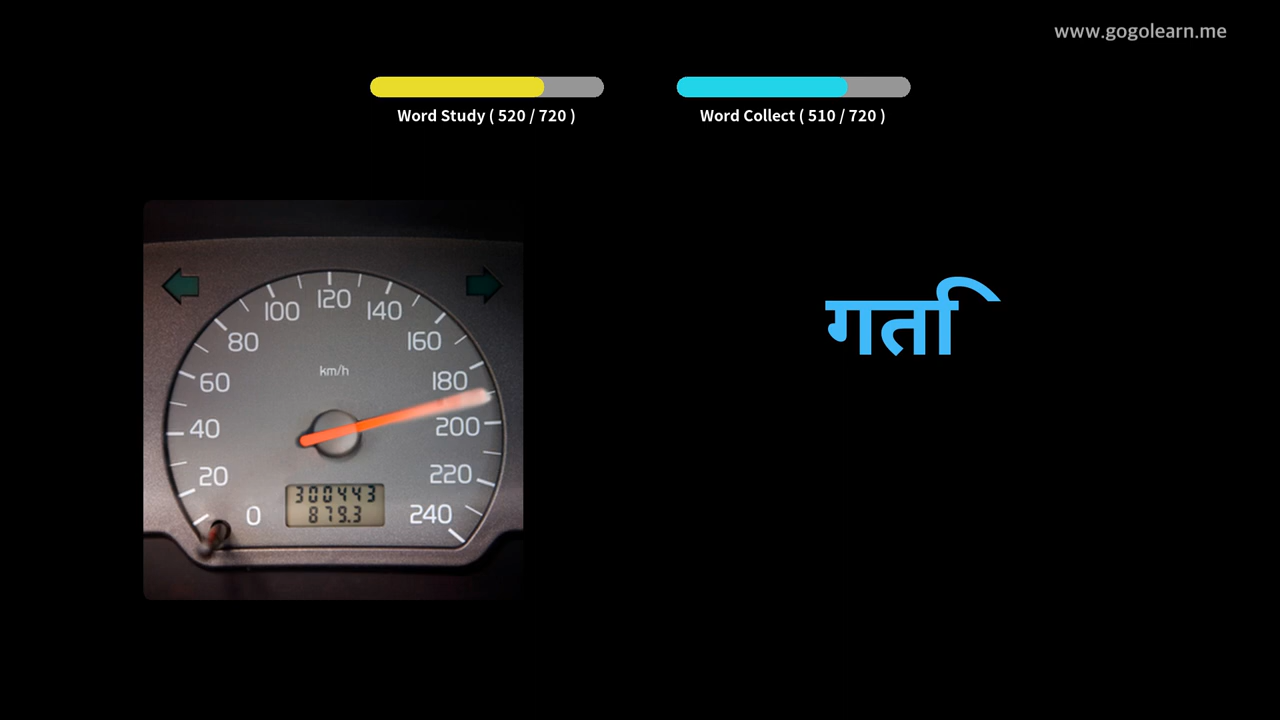 www.gogolearn.me
Word Study ( 520 / 720 )
Word Collect ( 510 / 720 )
गति
0 20 40 60 80 100 120 140 160 180 200 220 240
km/h
300443
879.3